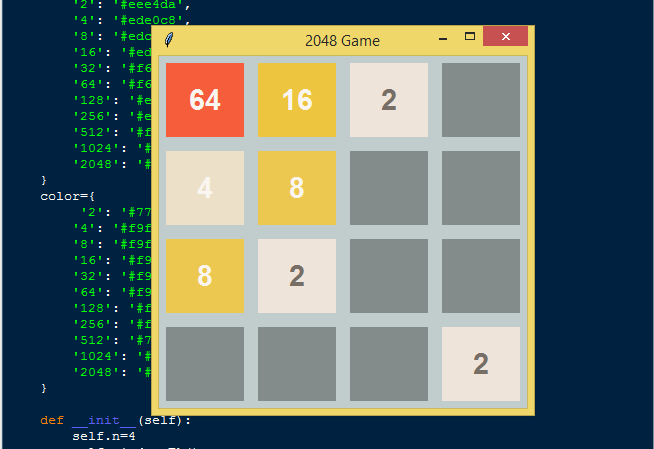 '2': '#eee4da',
'4': '#ede0c8',
'8': '#edc
'16': '#ed
'32': '#f6
'64': '#f6
'128': '#e
'256': '#e
'512': '#f
'1024': '#
'2048': '#
}
color={
'2': '#77
'4': '#f9f
'8': '#f9f
'16': '#f9
'32': '#f9
'64': '#f9
'128': '#f
'256': '#f
'512': '#7
'1024': '#
'2048': '#
}
def __init__(self):
self.n=4
2048 Game
64 16 2
4 8
8 2
2